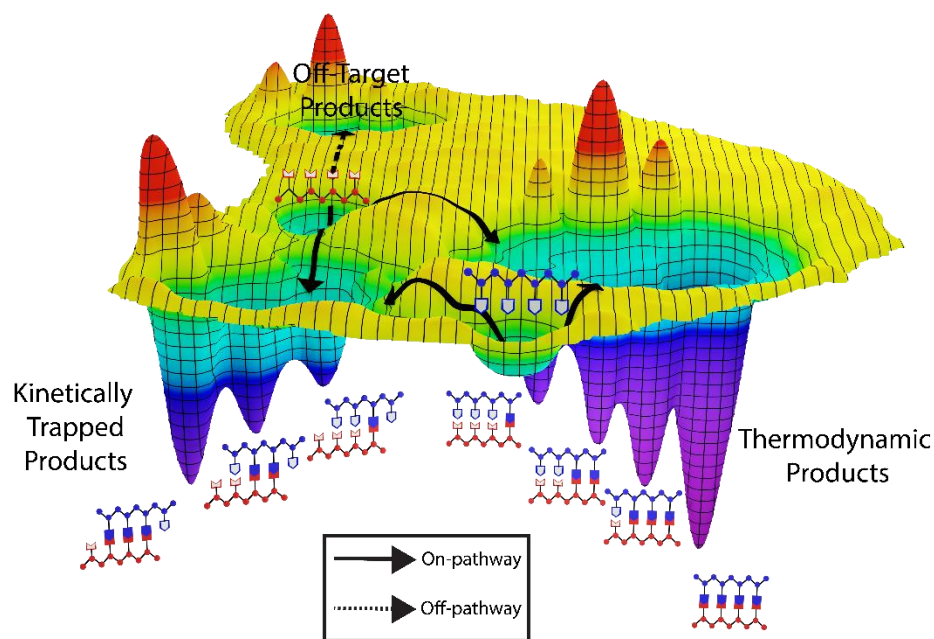 Off-Target
Products
Kinetically
Trapped
Products
Thermodynamic
Products
On-pathway
Off-pathway